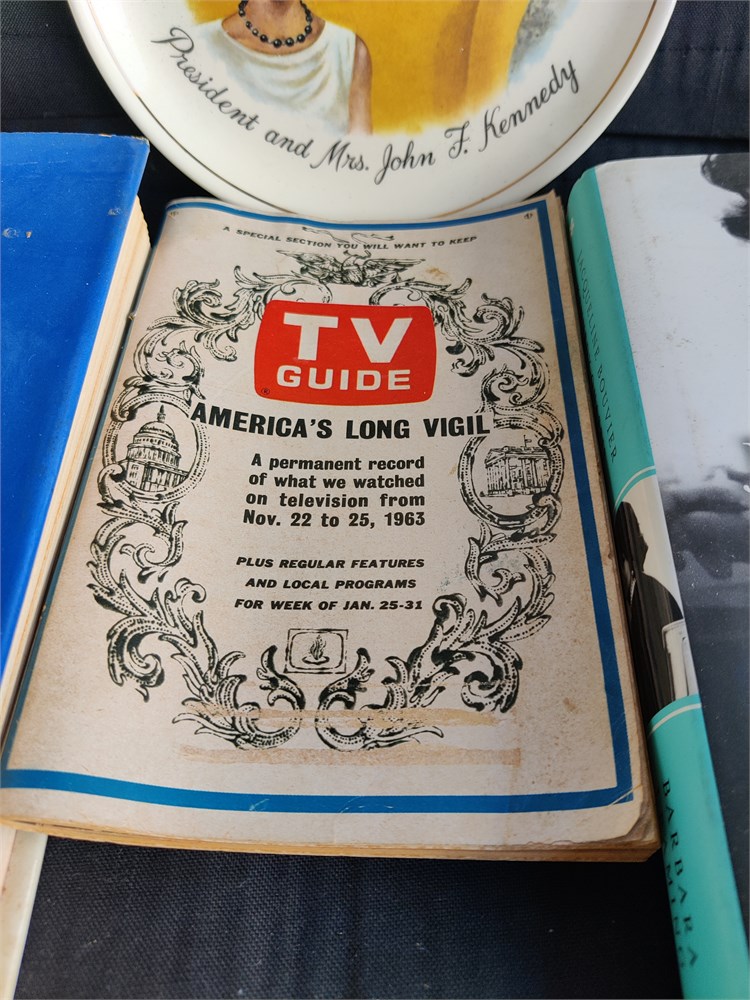 President and Mrs. John F. Kennedy
A SPECIAL SECTION YOU WILL WANT TO KEEP
TV
GUIDE
AMERICA'S LONG VIGIL
A permanent record
of what we watched
on television from
Nov. 22 to 25, 1963
PLUS REGULAR FEATURES
AND LOCAL PROGRAMS
FOR WEEK OF JAN. 25-31
JACQUELINE BOUVIER
BARBARA